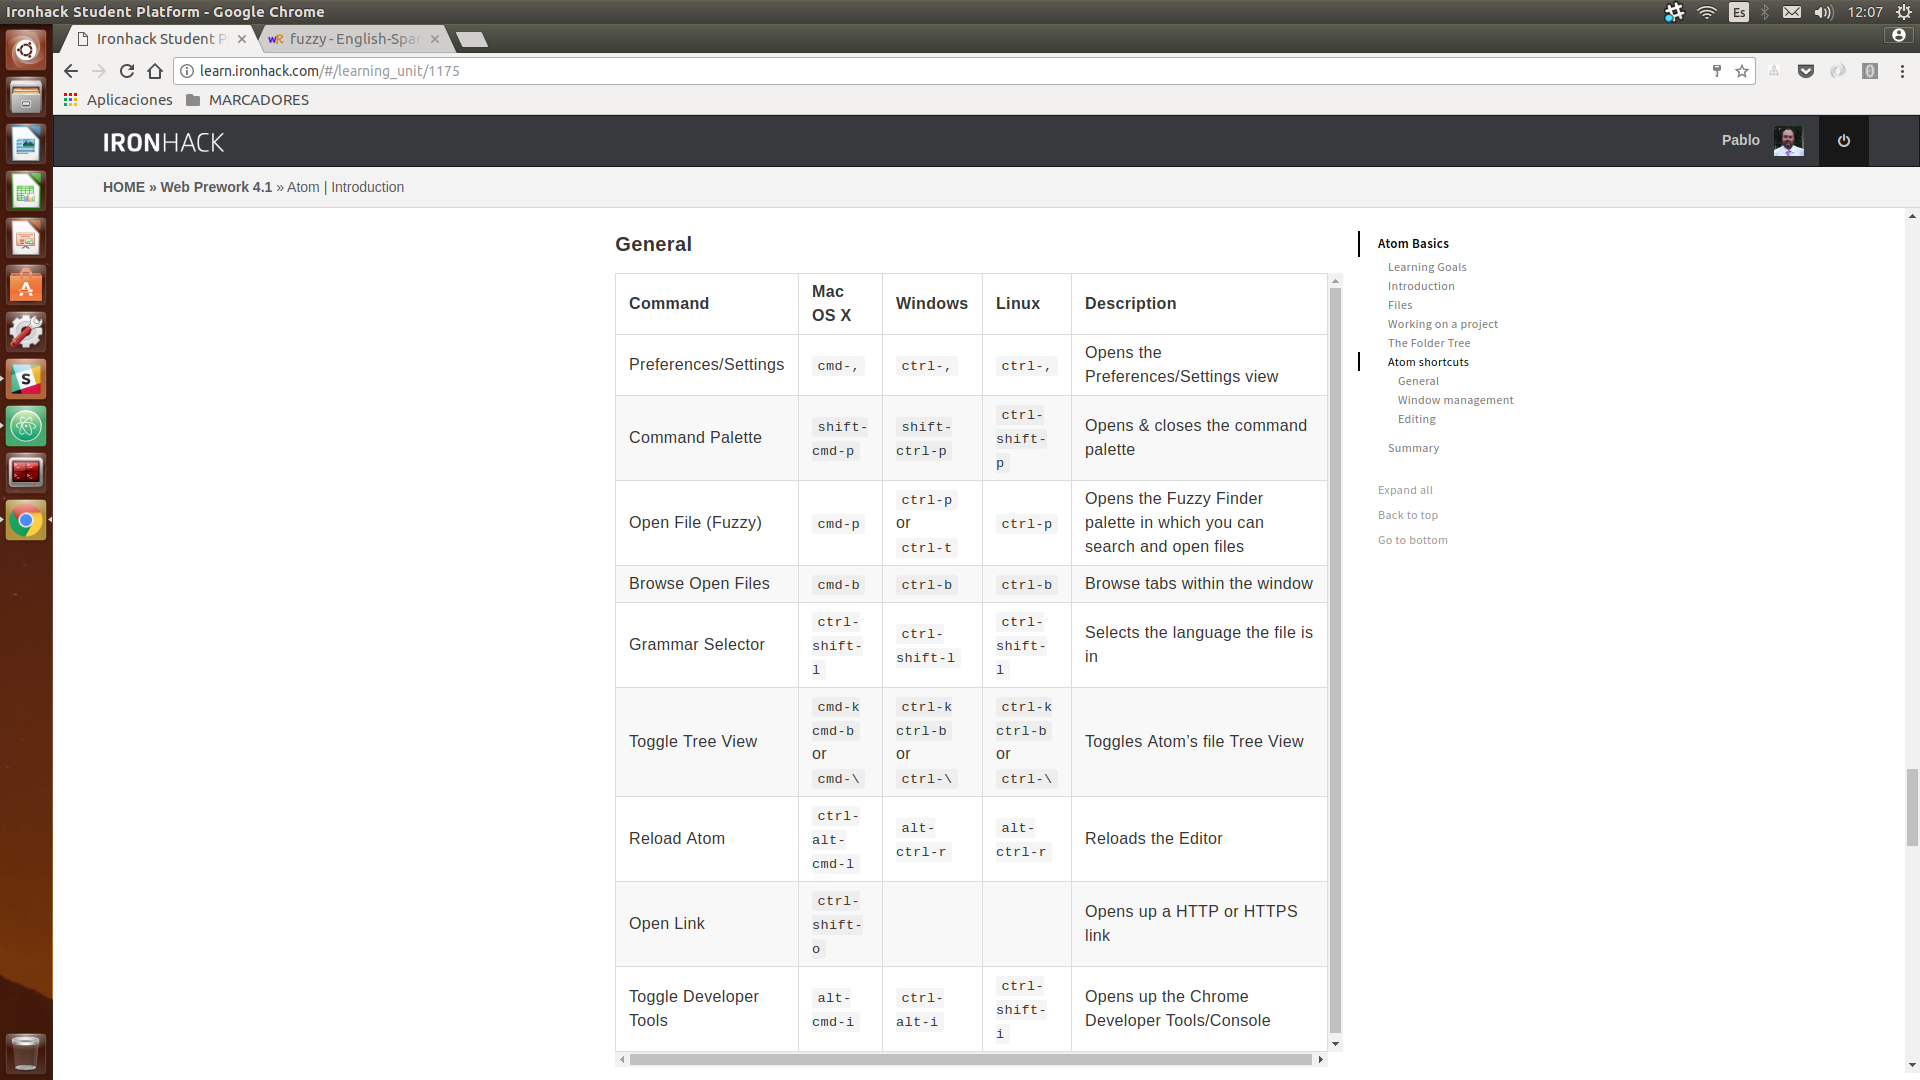 Ironhack Student Platform - Google Chrome
Es
12:07
Ironhack Student P
fuzzy - English-Spa
learn.ironhack.com/#/learning_unit/1175
Aplicaciones
MARCADORES
IRONHACK
Pablo
HOME » Web Prework 4.1 » Atom | Introduction
General
Command
Mac
OS X
Windows
Linux
Description
Preferences/Settings
cmd-,
ctrl-,
ctrl-,
Opens the
Preferences/Settings view
Command Palette
shift-
cmd-p
shift-
ctrl-p
ctrl-
shift-
p
Opens & closes the command
palette
Open File (Fuzzy)
cmd-p
ctrl-p
or
ctrl-t
ctrl-p
Opens the Fuzzy Finder
palette in which you can
search and open files
Browse Open Files
cmd-b
ctrl-b
ctrl-b
Browse tabs within the window
Grammar Selector
ctrl-
shift-
l
ctrl-
shift-l
ctrl-
shift-
l
Selects the language the file is
in
Toggle Tree View
cmd-k
cmd-b
or
cmd-\
ctrl-k
ctrl-b
or
ctrl-\
ctrl-k
ctrl-b
or
ctrl-\
Toggles Atom’s file Tree View
Reload Atom
ctrl-
alt-
cmd-l
alt-
ctrl-r
alt-
ctrl-r
Reloads the Editor
Open Link
ctrl-
shift-
o
Opens up a HTTP or HTTPS
link
Toggle Developer
Tools
alt-
cmd-i
ctrl-
alt-i
ctrl-
shift-
i
Opens up the Chrome
Developer Tools/Console
Atom Basics
Learning Goals
Introduction
Files
Working on a project
The Folder Tree
Atom shortcuts
General
Window management
Editing
Summary
Expand all
Back to top
Go to bottom